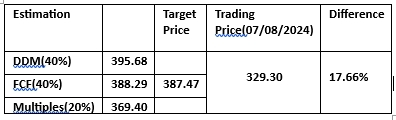 Estimation Target Trading Difference
Price Price(07/08/2024)
DDM(40%) 395.68
FCF(40%) 388.29 387.47 329.30 17.66%
Multiples(20%) 369.40